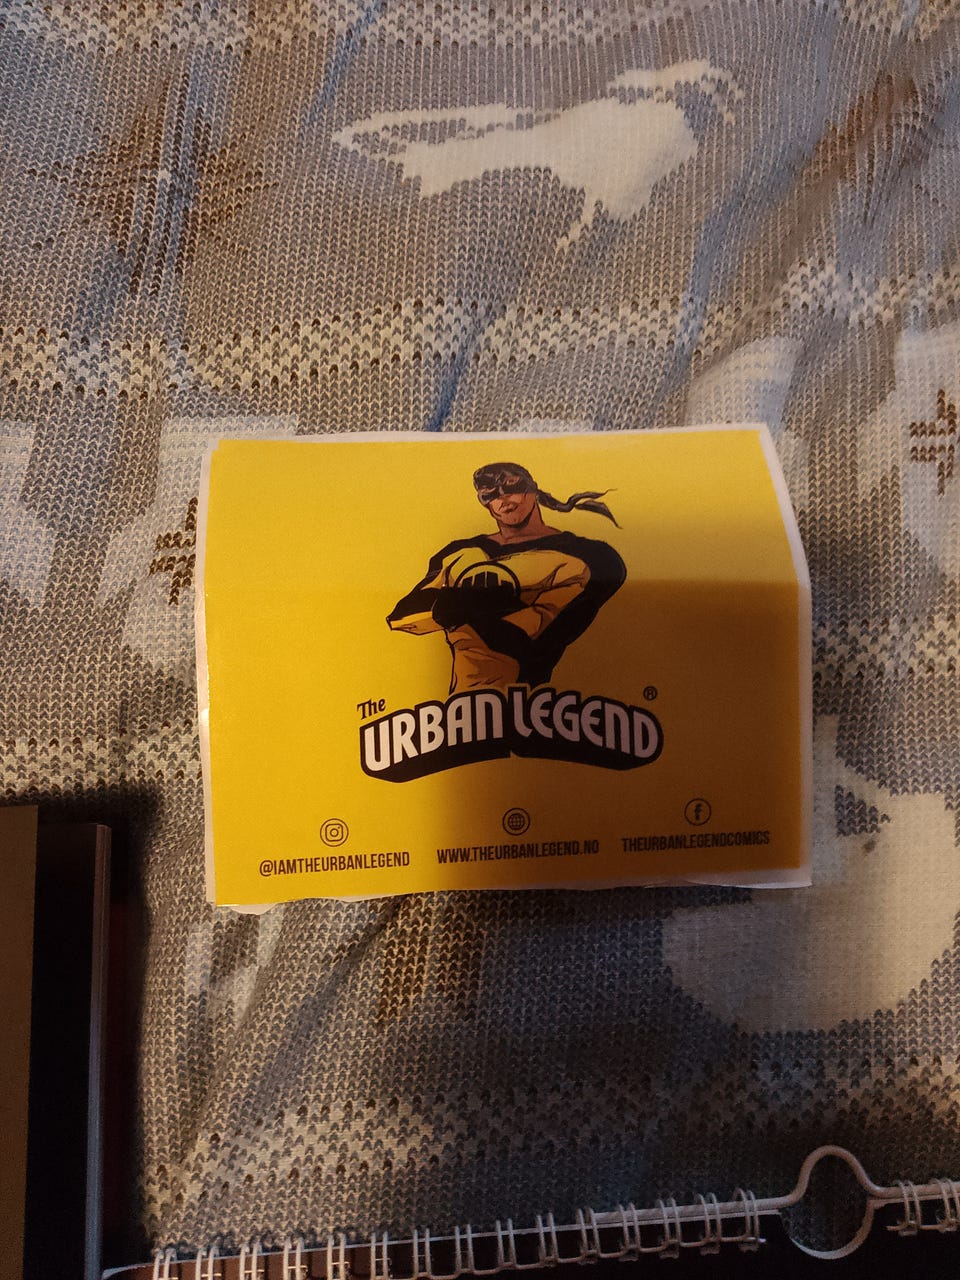 The
URBAN LEGEND®
@IAMTHEURBANLEGEND
WWW.THEURBANLEGEND.NO
THEURBANLEGENDCOMICS